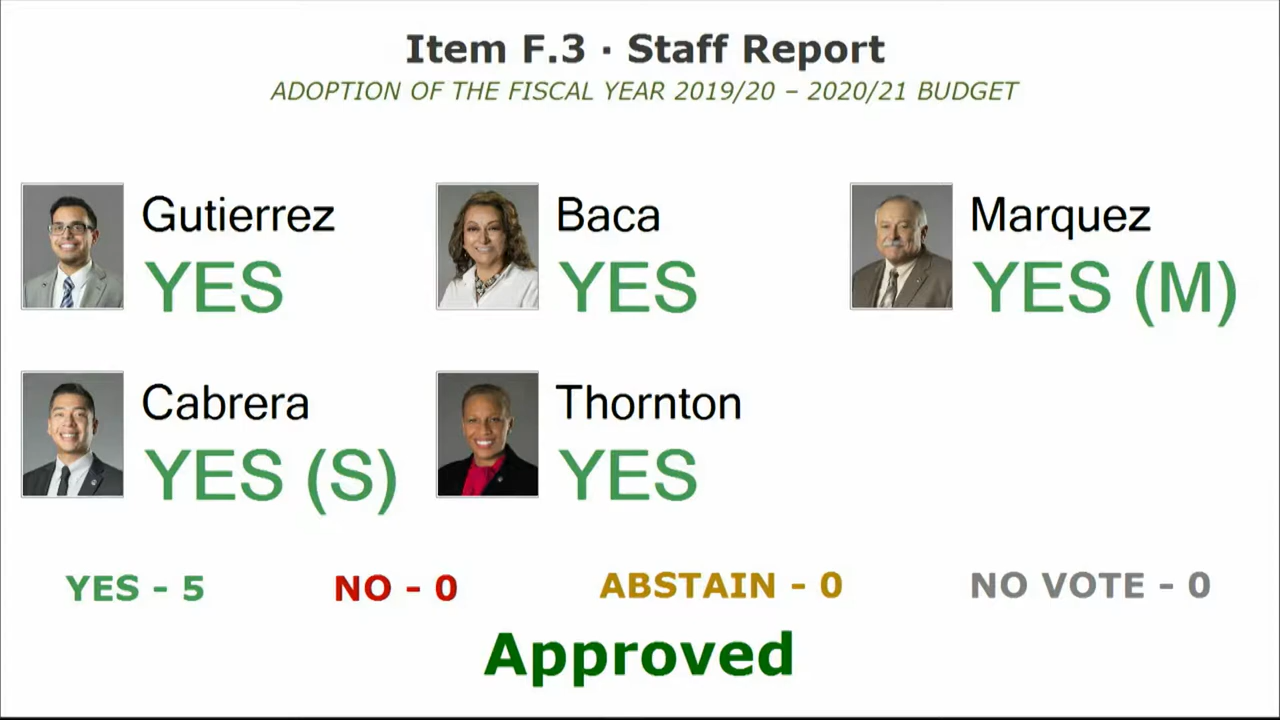 Item F.3 · Staff Report
ADOPTION OF THE FISCAL YEAR 2019/20 – 2020/21 BUDGET
Gutierrez
YES
Baca
YES
Marquez
YES (M)
Cabrera
YES (S)
Thornton
YES
YES - 5
NO - 0
ABSTAIN - 0
NO VOTE - 0
Approved